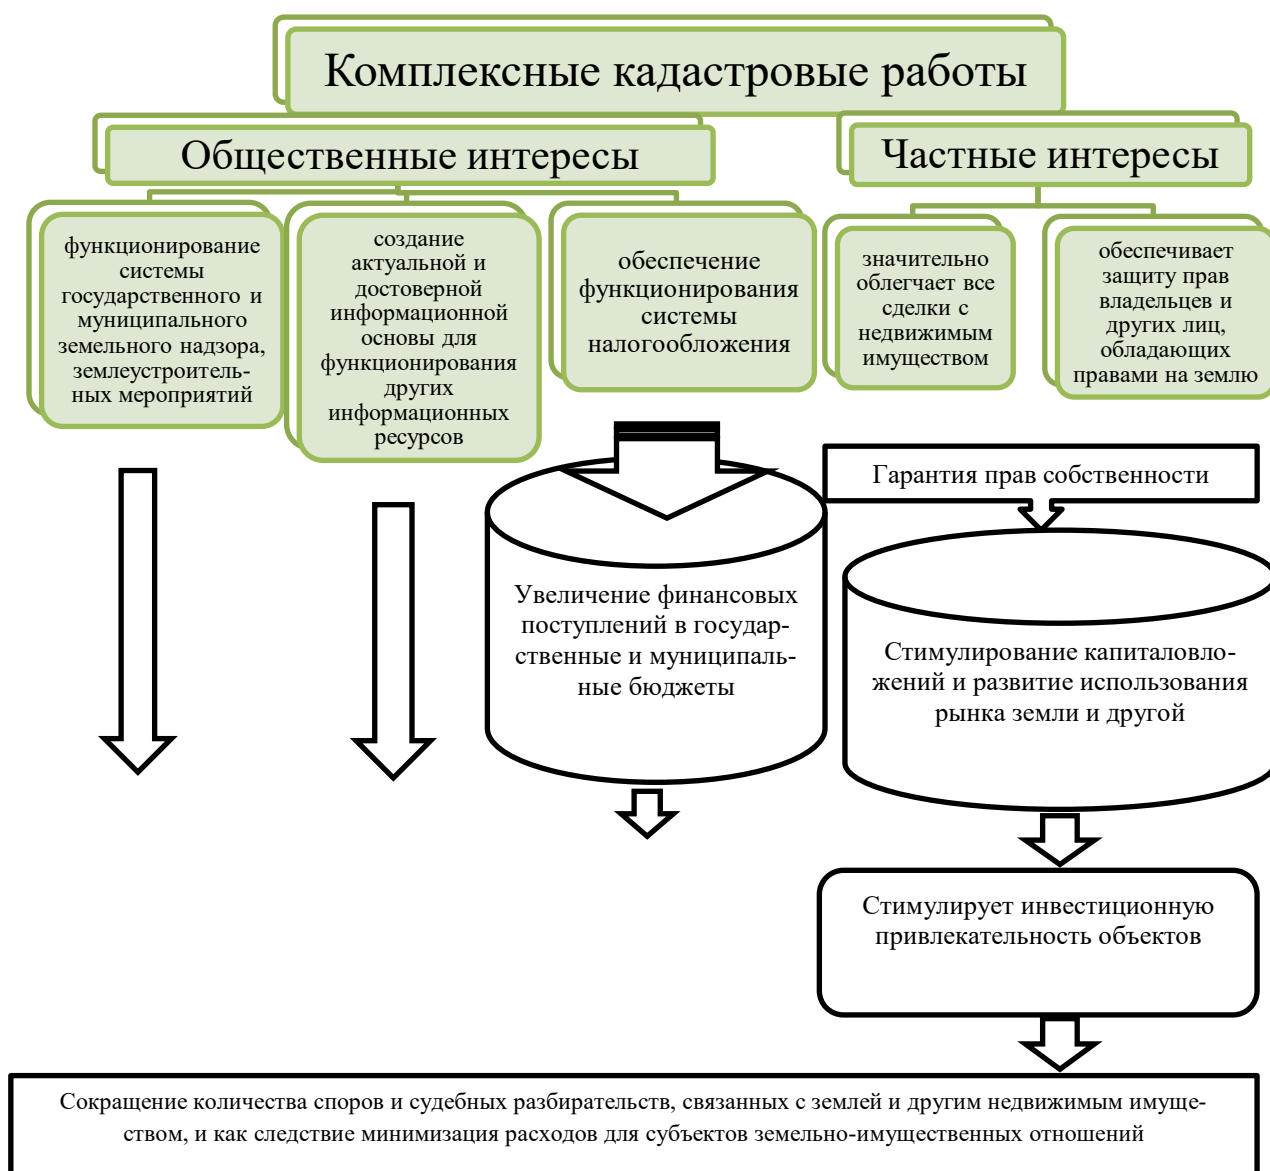 Комплексные кадастровые работы
Общественные интересы
Частные интересы
функционирование
системы
государственного и
муниципального
земельного надзора,
землеустроитель-
ных мероприятий
создание
актуальной и
достоверной
информационной
основы для
функционирования
других
информационных
ресурсов
обеспечение
функционирования
системы
налогообложения
значительно
облегчает все
сделки с
недвижимым
имуществом
обеспечивает
защиту прав
владельцев и
других лиц,
обладающих
правами на землю
Гарантия прав собственности
Увеличение финансовых
поступлений в государ-
ственные и муниципаль-
ные бюджеты
Стимулирование капиталовло-
жений и развитие использования
рынка земли и другой
Стимулирует инвестиционную
привлекательность объектов
Сокращение количества споров и судебных разбирательств, связанных с землей и другим недвижимым имуще-
ством, и как следствие минимизация расходов для субъектов земельно-имущественных отношений